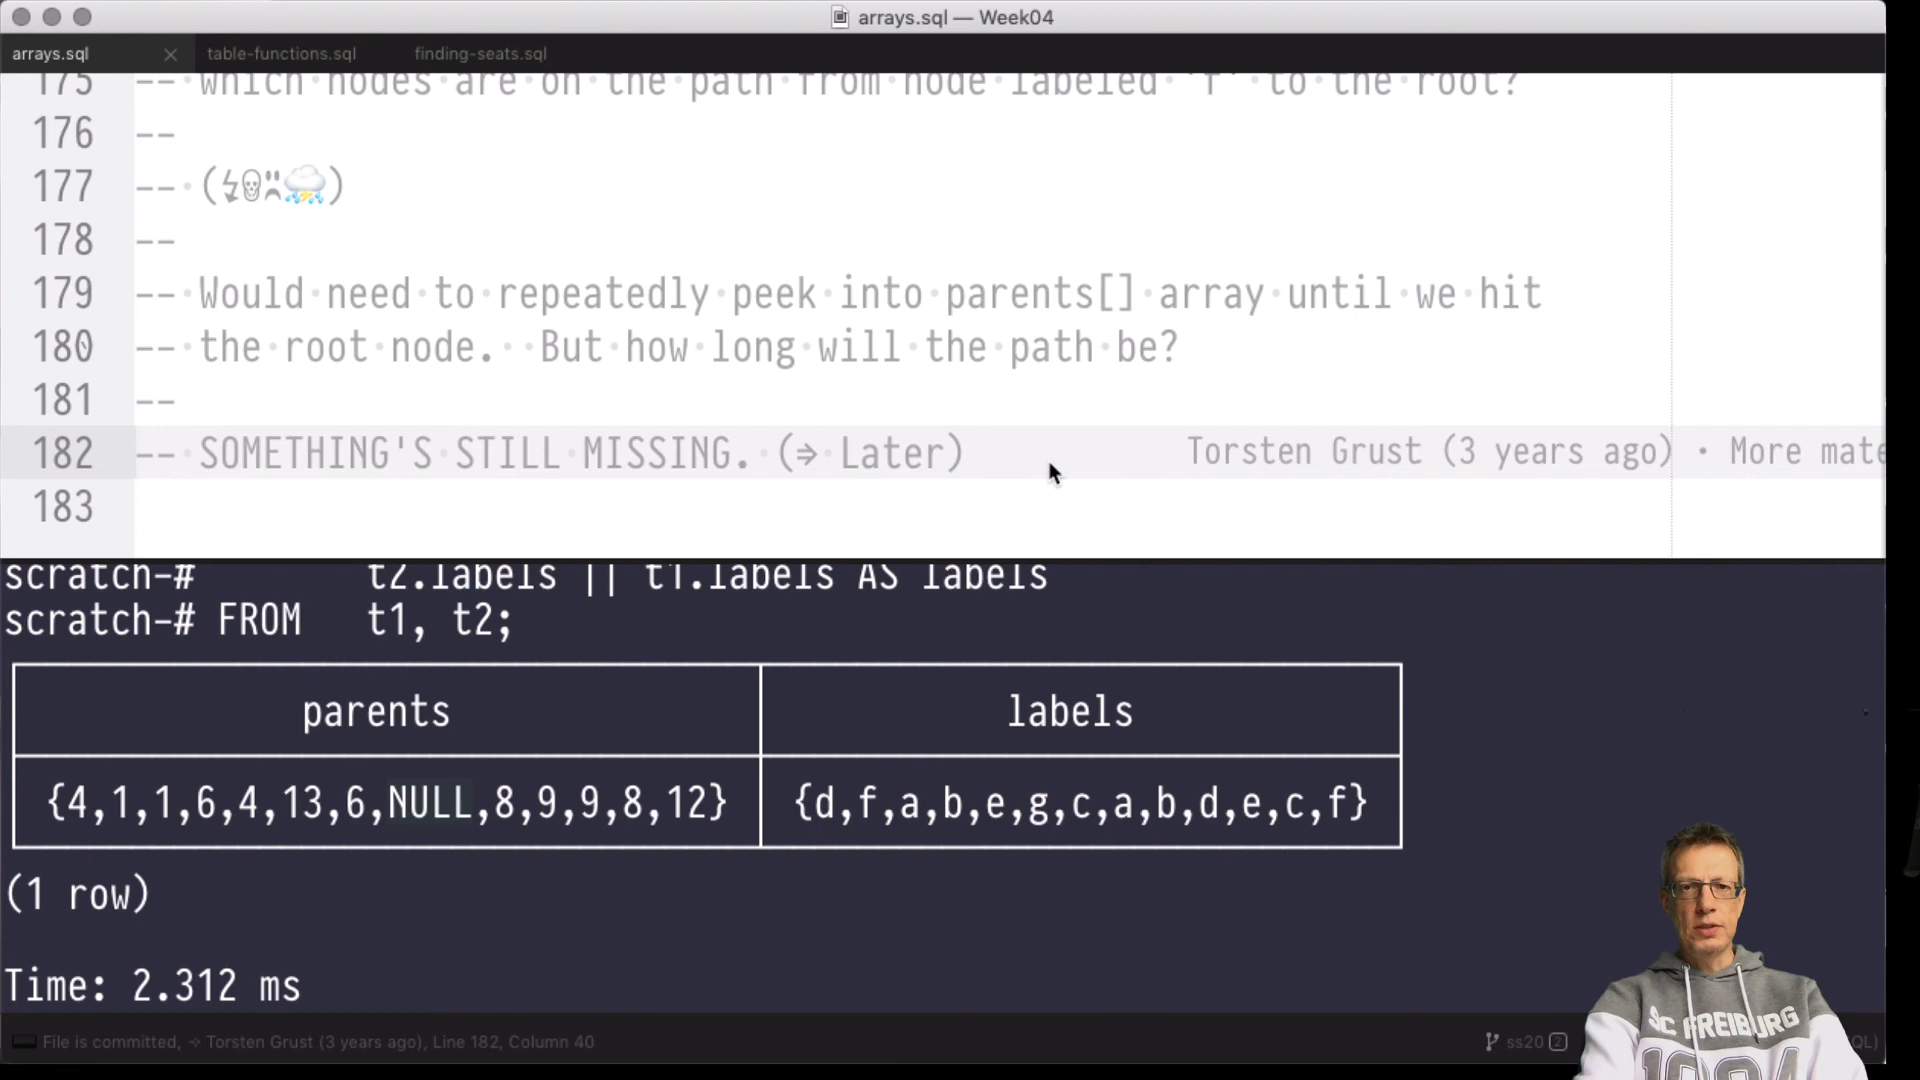 arrays.sql — Week04
arrays.sql table-functions.sql finding-seats.sql
175 -- Which nodes are on the path from node labeled 'f' to the root?
176 --
177 -- (↯☠☹⛈)
178 --
179 -- Would need to repeatedly peek into parents[] array until we hit
180 -- the root node. But how long will the path be?
181 --
182 -- SOMETHING'S STILL MISSING. (⇒ Later) Torsten Grust (3 years ago) • More mate
183
scratch-# t2.labels || t1.labels AS labels
scratch-# FROM t1, t2;
parents labels
{4,1,1,6,4,13,6,NULL,8,9,9,8,12} {d,f,a,b,e,g,c,a,b,d,e,c,f}
(1 row)
Time: 2.312 ms
File is committed, Torsten Grust (3 years ago), Line 182, Column 40 ss20 2 QL)
SC FREIBURG